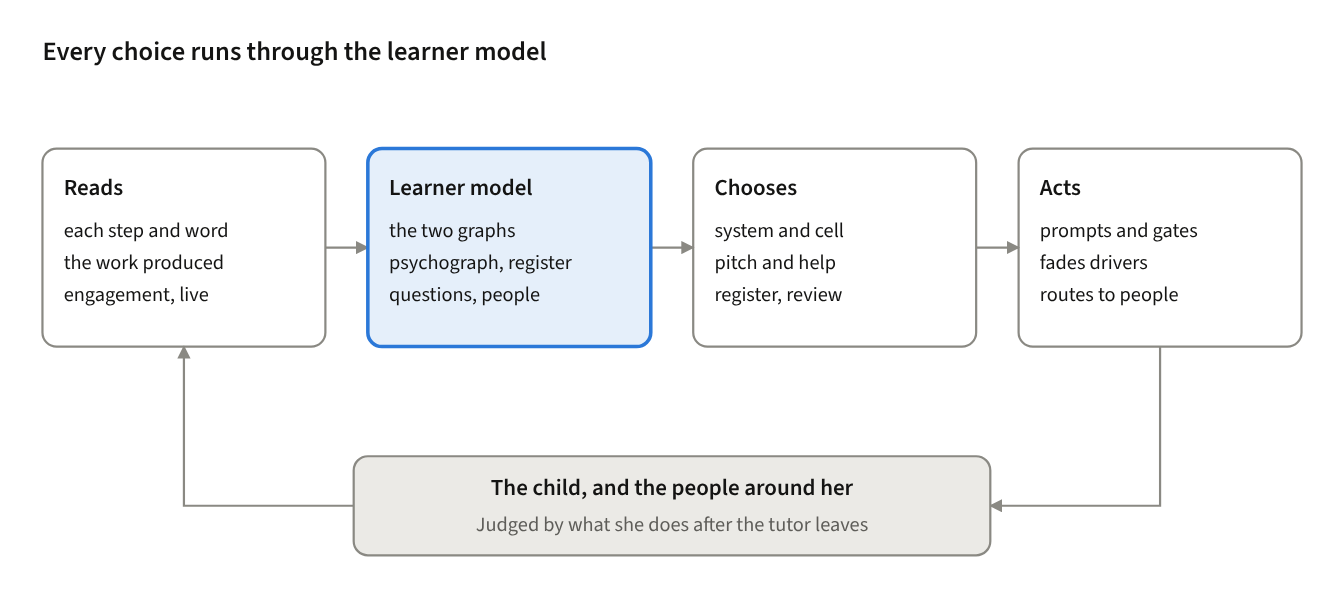 Every choice runs through the learner model
Reads
each step and word
the work produced
engagement, live
Learner model
the two graphs
psychograph, register
questions, people
Chooses
system and cell
pitch and help
register, review
Acts
prompts and gates
fades drivers
routes to people
The child, and the people around her
Judged by what she does after the tutor leaves